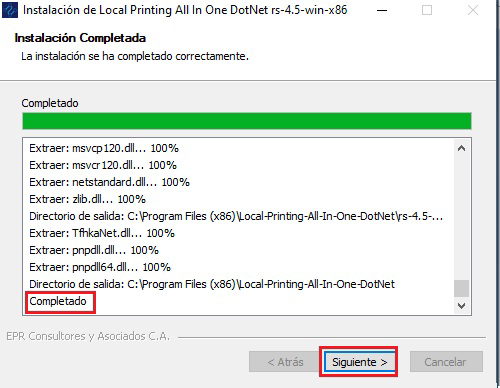 Instalación de Local Printing All In One DotNet rs-4.5-win-x86
Instalación Completada
La instalación se ha completado correctamente.
Completado
Extraer: msvcp120.dll... 100%
Extraer: msvcr120.dll... 100%
Extraer: netstandard.dll... 100%
Extraer: zlib.dll... 100%
Directorio de salida: C:\Program Files (x86)\Local-Printing-All-In-One-DotNet\rs-4.5-...
Extraer: TfhkaNet.dll... 100%
Extraer: pnpdll.dll... 100%
Extraer: pnpdll64.dll... 100%
Directorio de salida: C:\Program Files (x86)\Local-Printing-All-In-One-DotNet
Completado
EPR Consultores y Asociados C.A.
< Atrás Siguiente > Cancelar